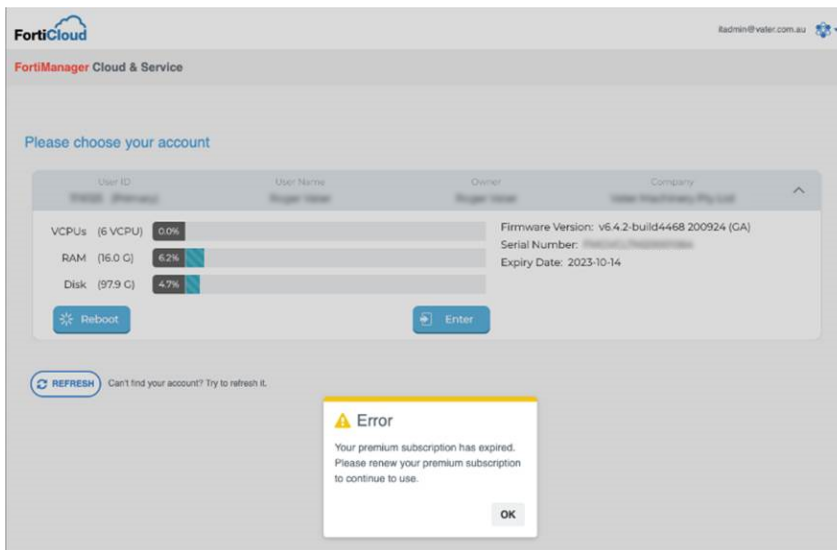 FortiCloud
itadmin@vater.com.au
FortiManager Cloud & Service
Please choose your account
User ID User Name Owner Company
VCPUs (6 VCPU) 0.0%
Firmware Version: v6.4.2-build4468 200924 (GA)
RAM (16.0 G) 6.2%
Serial Number:
Disk (97.9 G) 4.7%
Expiry Date: 2023-10-14
Reboot
Enter
REFRESH Can't find your account? Try to refresh it.
Error
Your premium subscription has expired.
Please renew your premium subscription
to continue to use.
OK